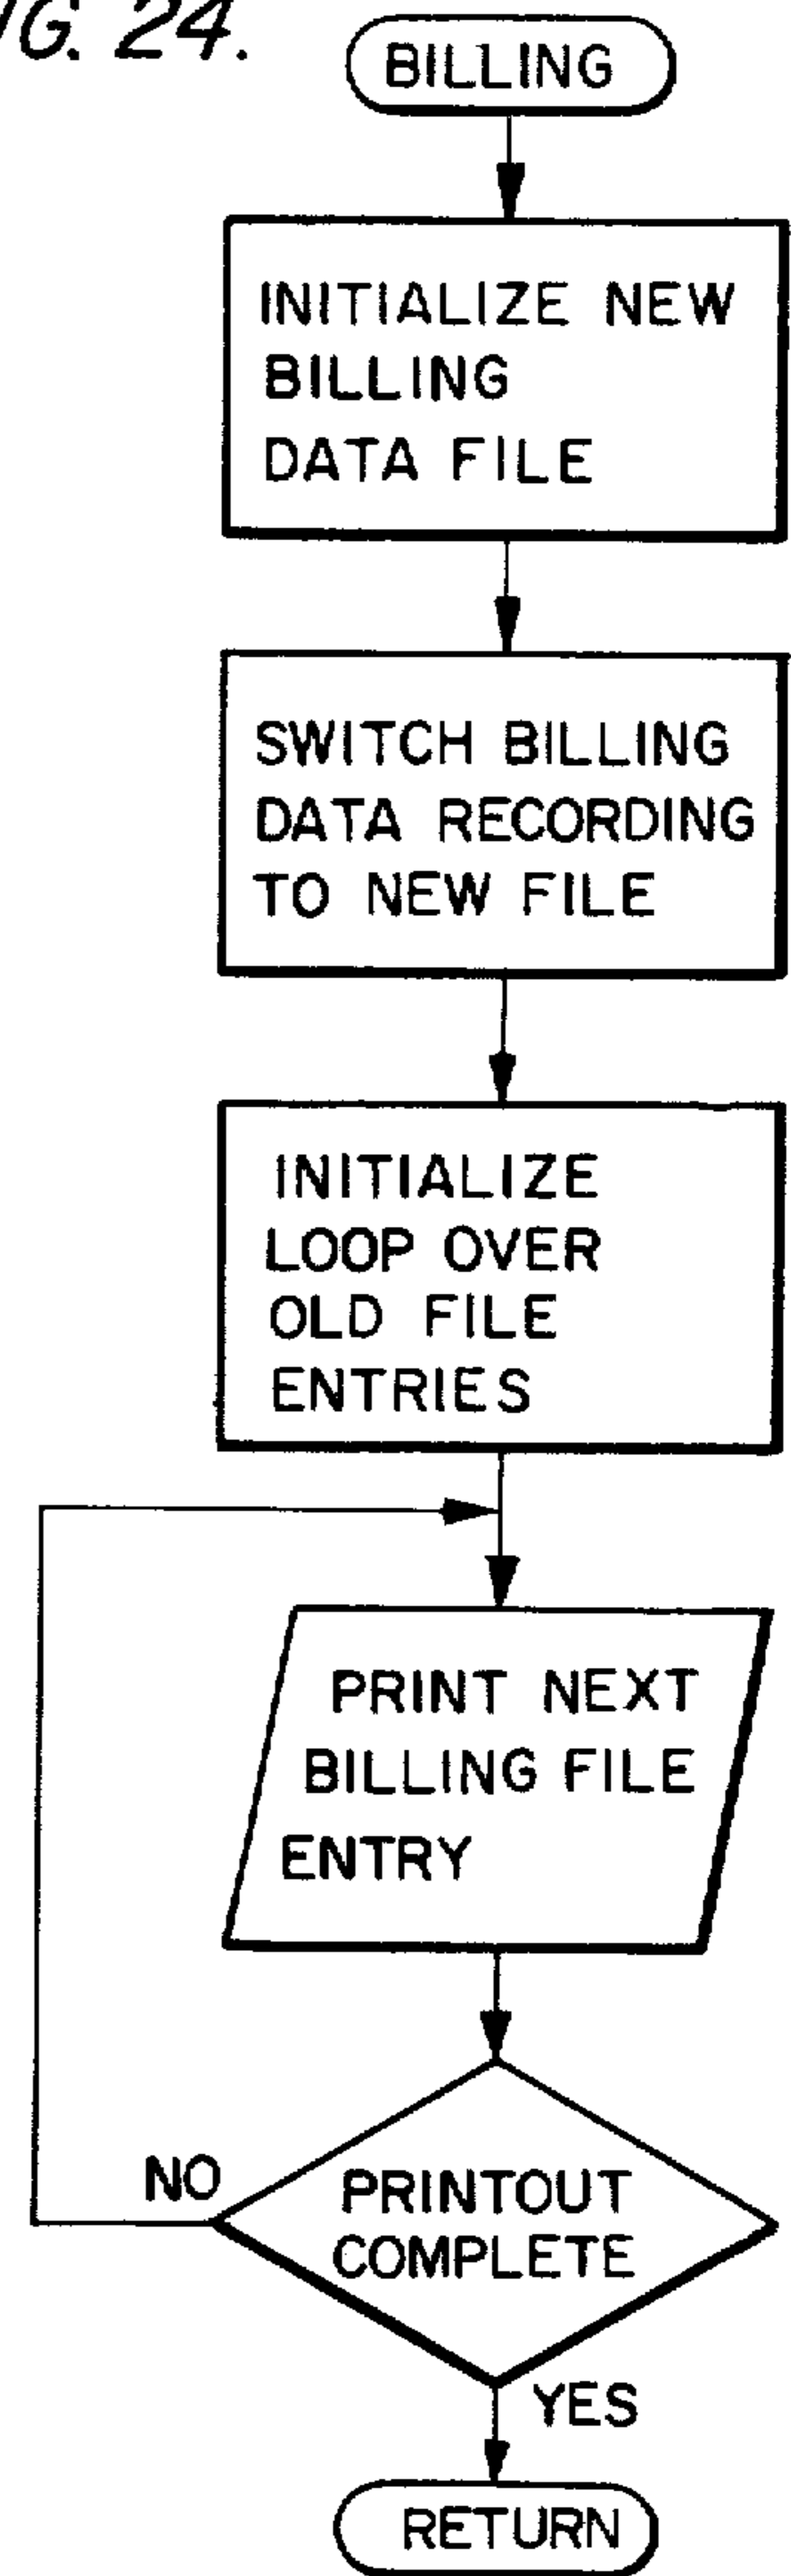 G. 24.
BILLING
INITIALIZE NEW
BILLING
DATA FILE
SWITCH BILLING
DATA RECORDING
TO NEW FILE
INITIALIZE
LOOP OVER
OLD FILE
ENTRIES
PRINT NEXT
BILLING FILE
ENTRY
NO
PRINTOUT
COMPLETE
YES
RETURN